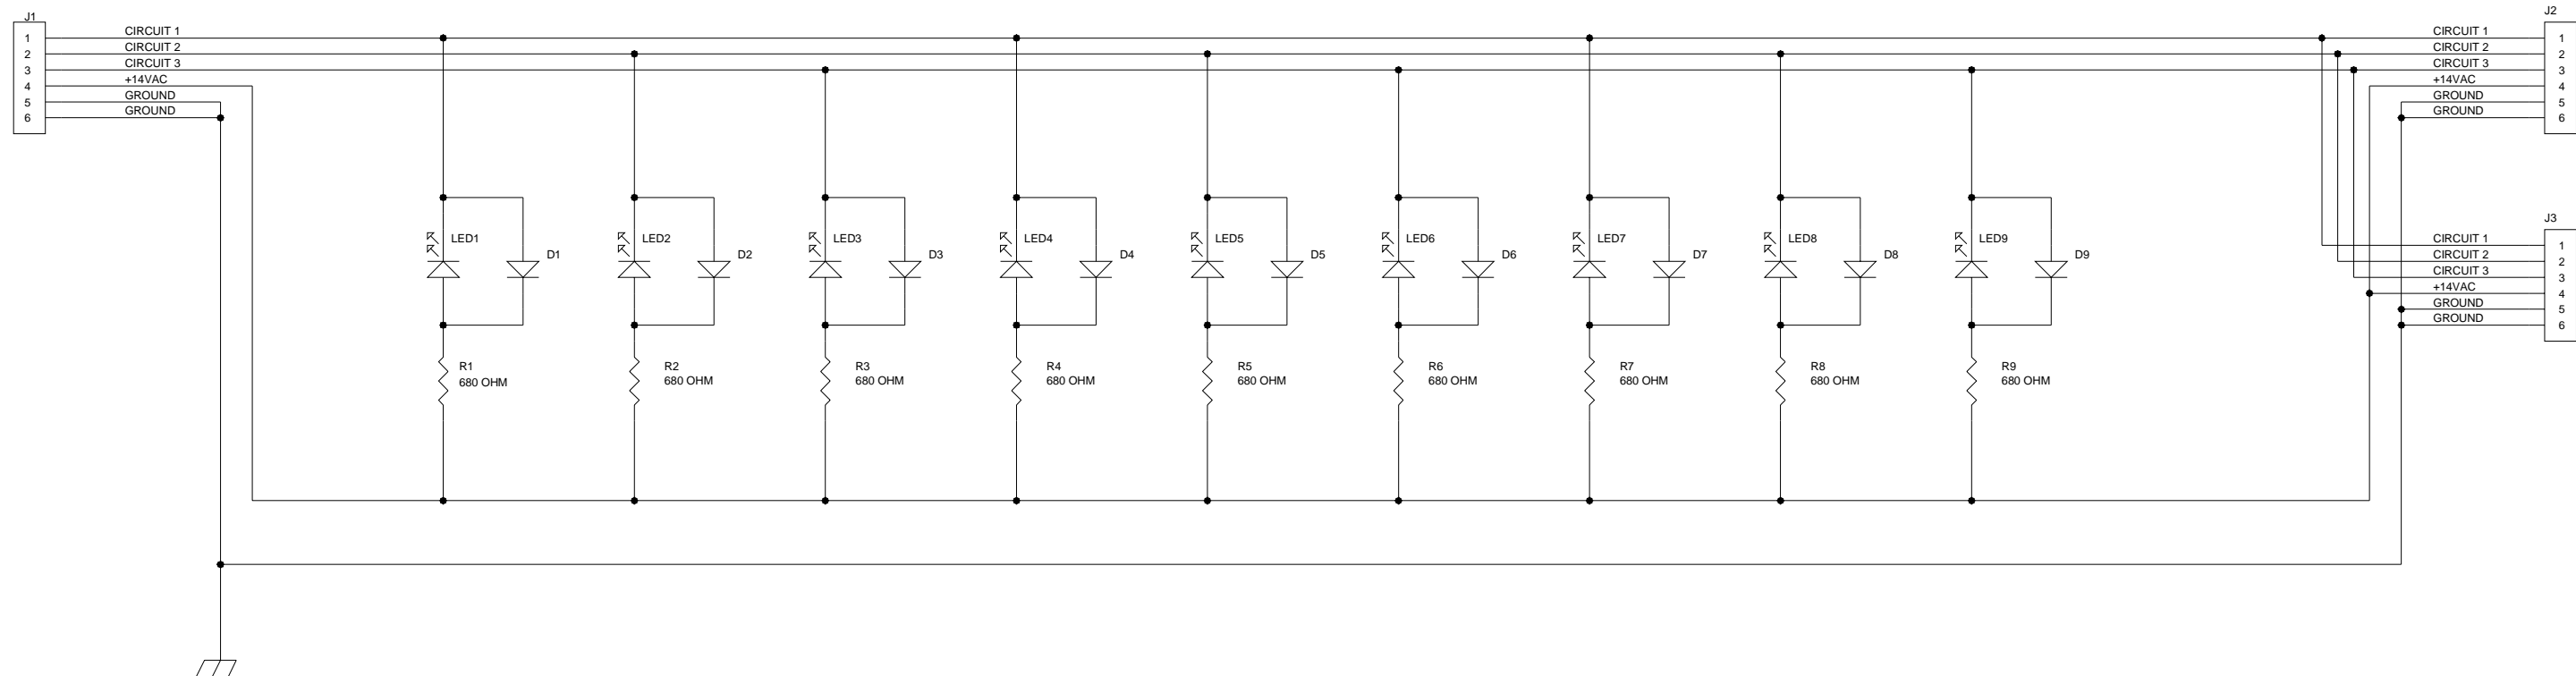 J1
1 CIRCUIT 1
2 CIRCUIT 2
3 CIRCUIT 3
4 +14VAC
5 GROUND
6 GROUND
J2
CIRCUIT 1 1
CIRCUIT 2 2
CIRCUIT 3 3
+14VAC 4
GROUND 5
GROUND 6
J3
CIRCUIT 1 1
CIRCUIT 2 2
CIRCUIT 3 3
+14VAC 4
GROUND 5
GROUND 6
LED1 D1
LED2 D2
LED3 D3
LED4 D4
LED5 D5
LED6 D6
LED7 D7
LED8 D8
LED9 D9
R1
680 OHM
R2
680 OHM
R3
680 OHM
R4
680 OHM
R5
680 OHM
R6
680 OHM
R7
680 OHM
R8
680 OHM
R9
680 OHM